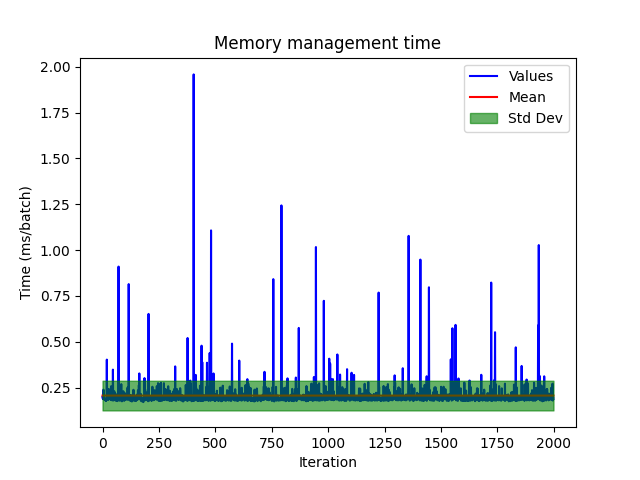 Memory management time
Time (ms/batch)
2.00
1.75
1.50
1.25
1.00
0.75
0.50
0.25
Values
Mean
Std Dev
0 250 500 750 1000 1250 1500 1750 2000
Iteration